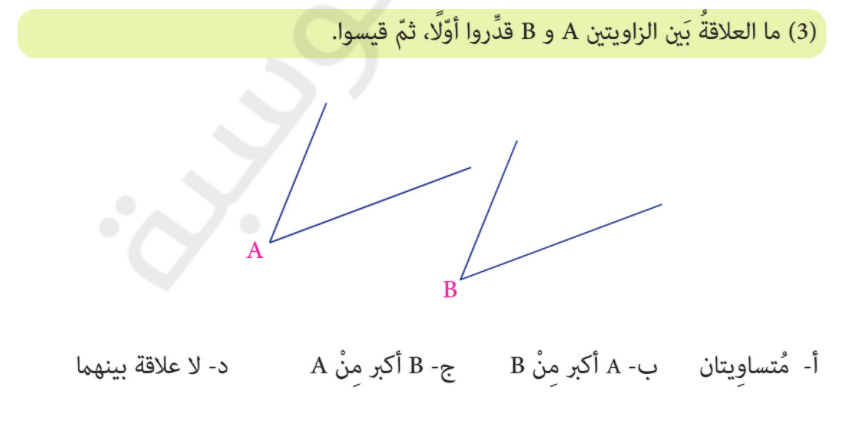 (3) ما العلاقةُ بَين الزاويتين A و B قدِّروا أوّلًا، ثمّ قيسوا.
A
B
أ- مُتساوِيتان ب- A أكبر مِنْ B ج- B أكبر مِنْ A د- لا علاقة بينهما